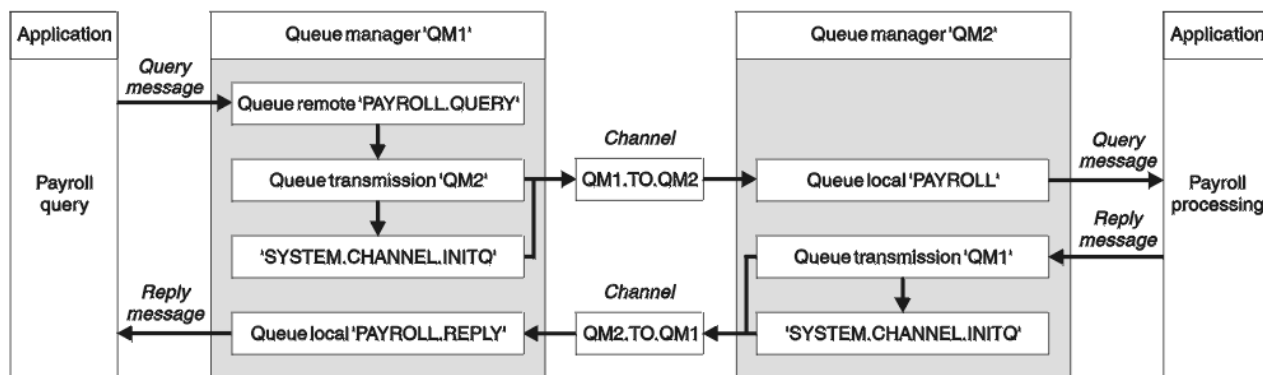 Application
Queue manager 'QM1'
Queue manager 'QM2'
Application
Query
message
Queue remote 'PAYROLL.QUERY'
Channel
Query
message
Payroll
query
Queue transmission 'QM2'
QM1.TO.QM2
Queue local 'PAYROLL'
Payroll
processing
Reply
message
'SYSTEM.CHANNEL.INITQ'
Queue transmission 'QM1'
Reply
message
Channel
Queue local 'PAYROLL.REPLY'
QM2.TO.QM1
'SYSTEM.CHANNEL.INITQ'